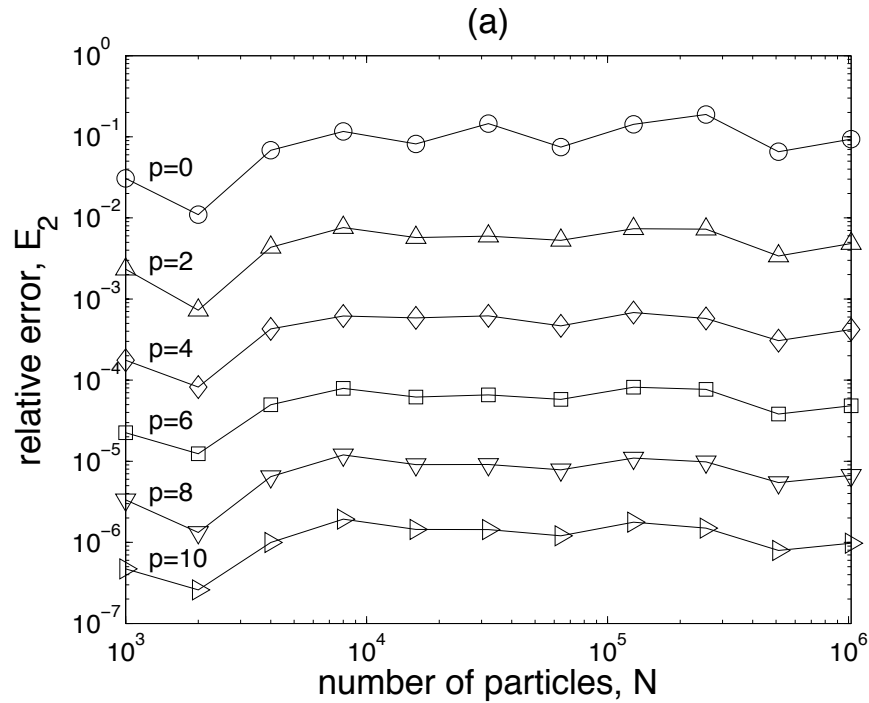 (a)
relative error, E_2
10^0
10^-1
10^-2
10^-3
10^-4
10^-5
10^-6
10^-7
p=0
p=2
p=4
p=6
p=8
p=10
10^3
10^4
10^5
10^6
number of particles, N